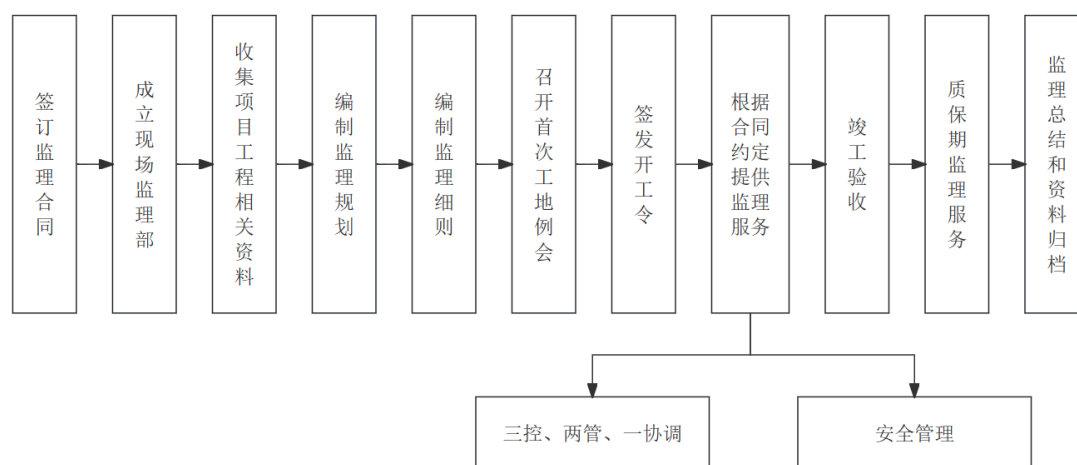 签订监理合同
成立现场监理部
收集项目工程相关资料
编制监理规划
编制监理细则
召开首次工地例会
签发开工令
根据合同约定提供监理服务
竣工验收
质保期监理服务
监理总结和资料归档
三控、两管、一协调
安全管理